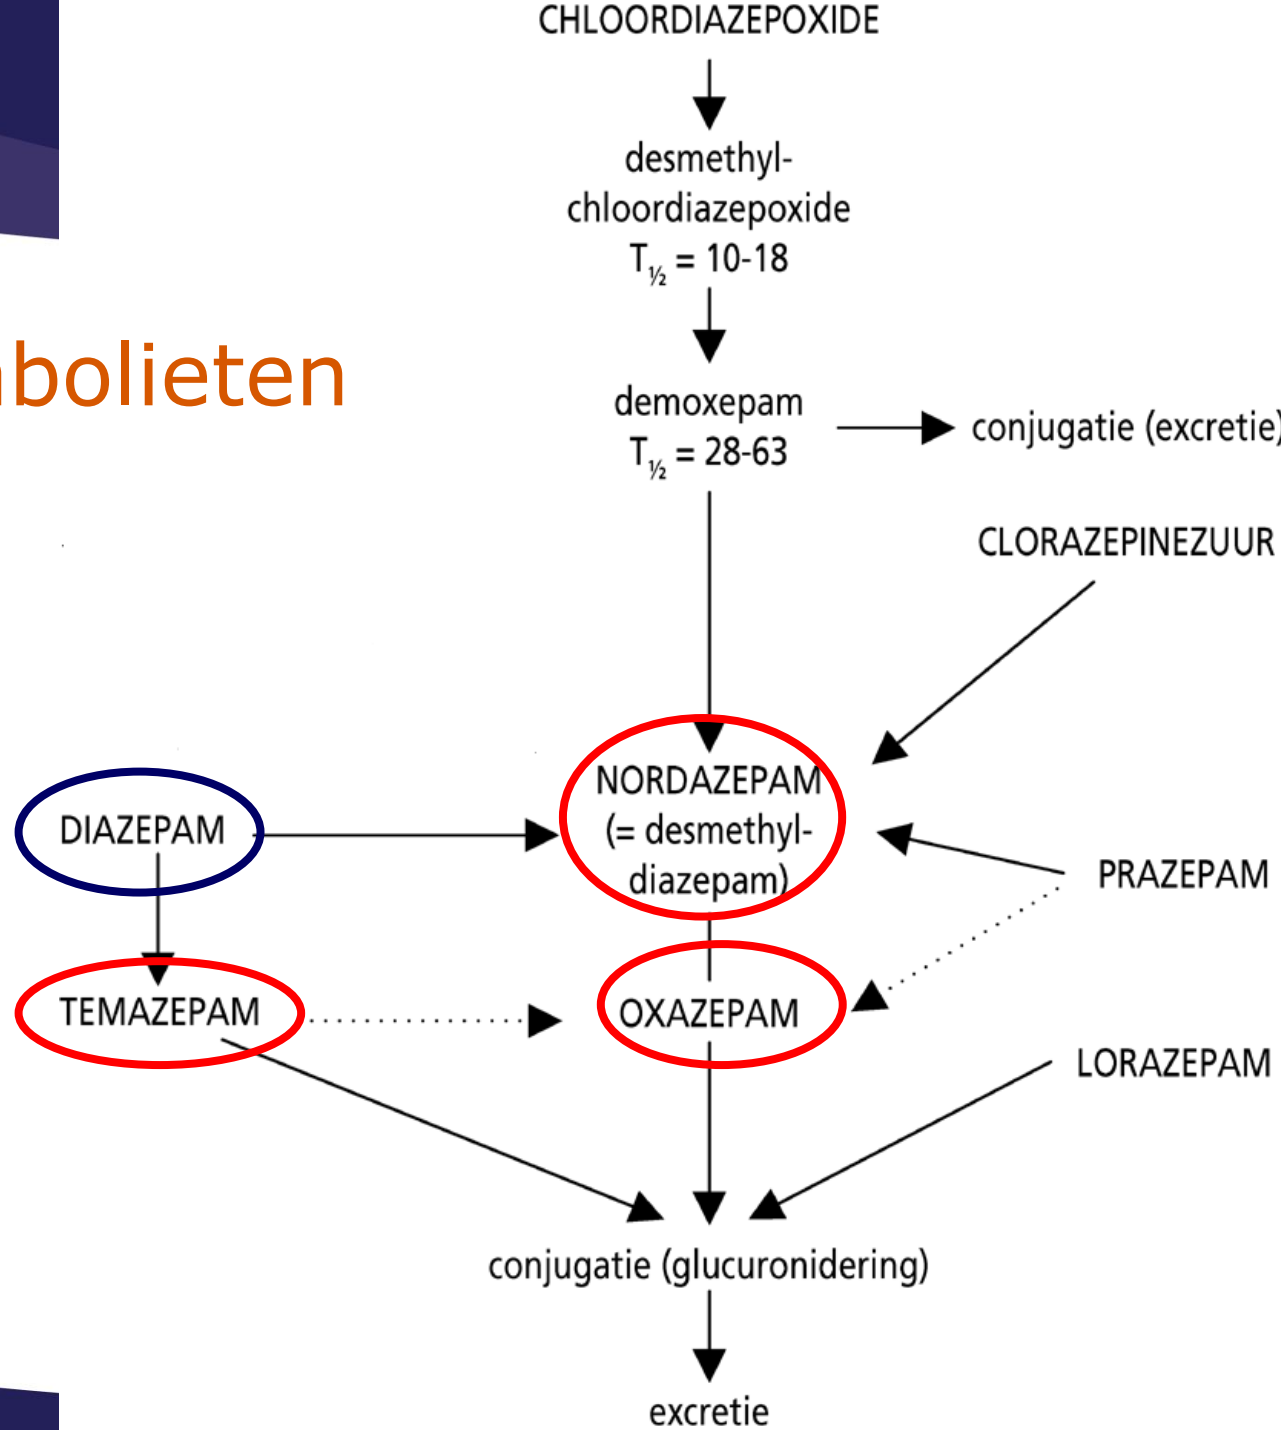 CHLOORDIAZEPOXIDE
desmethyl-
chloordiazepoxide
T½ = 10-18
bolieten
demoxepam
T½ = 28-63
conjugatie (excretie)
CLORAZEPINEZUUR
NORDAZEPAM
(= desmethyl-
diazepam)
DIAZEPAM
PRAZEPAM
TEMAZEPAM
OXAZEPAM
LORAZEPAM
conjugatie (glucuronidering)
excretie